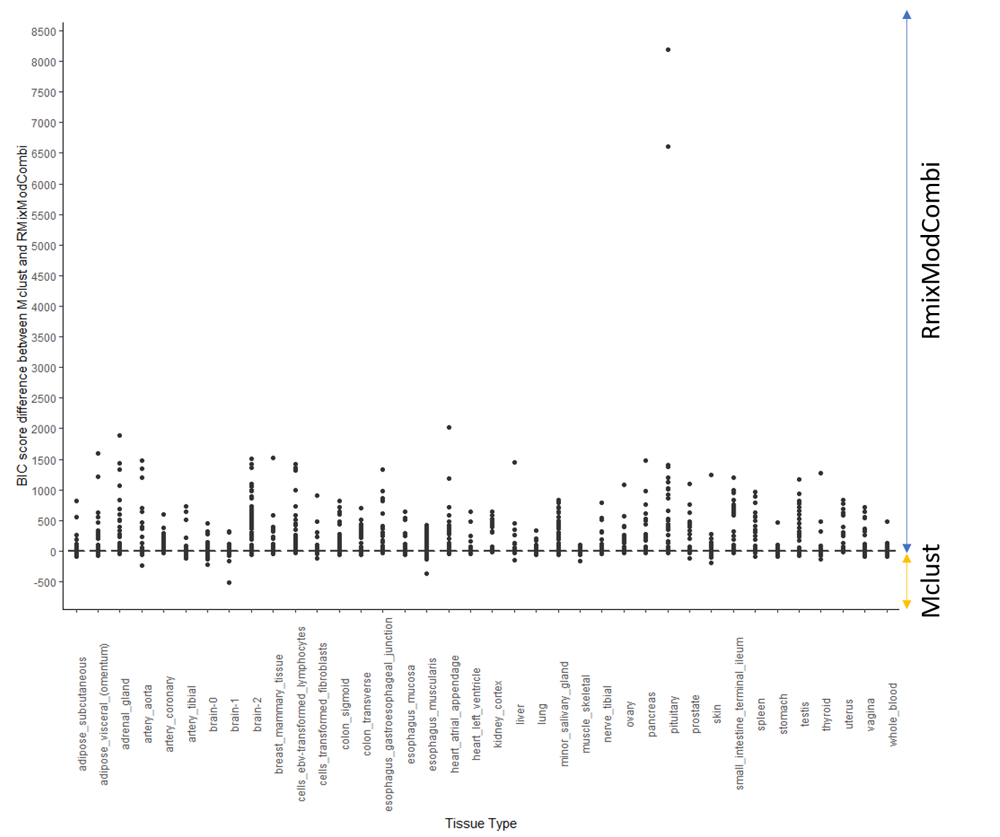 8500
8000
7500
7000
6500
6000
5500
5000
4500
4000
3500
3000
2500
2000
1500
1000
500
0
-500
BIC score difference between Mclust and RMixModCombi
RmixModCombi
Mclust
adipose_subcutaneous
adipose_visceral_(omentum)
adrenal_gland
artery_aorta
artery_coronary
artery_tibial
brain-0
brain-1
brain-2
breast_mammary_tissue
cells_ebv-transformed_lymphocytes
cells_transformed_fibroblasts
colon_sigmoid
colon_transverse
esophagus_gastroesophageal_junction
esophagus_mucosa
esophagus_muscularis
heart_atrial_appendage
heart_left_ventricle
kidney_cortex
liver
lung
minor_salivary_gland
muscle_skeletal
nerve_tibial
ovary
pancreas
pituitary
prostate
skin
small_intestine_terminal_ileum
spleen
stomach
testis
thyroid
uterus
vagina
whole_blood
Tissue Type